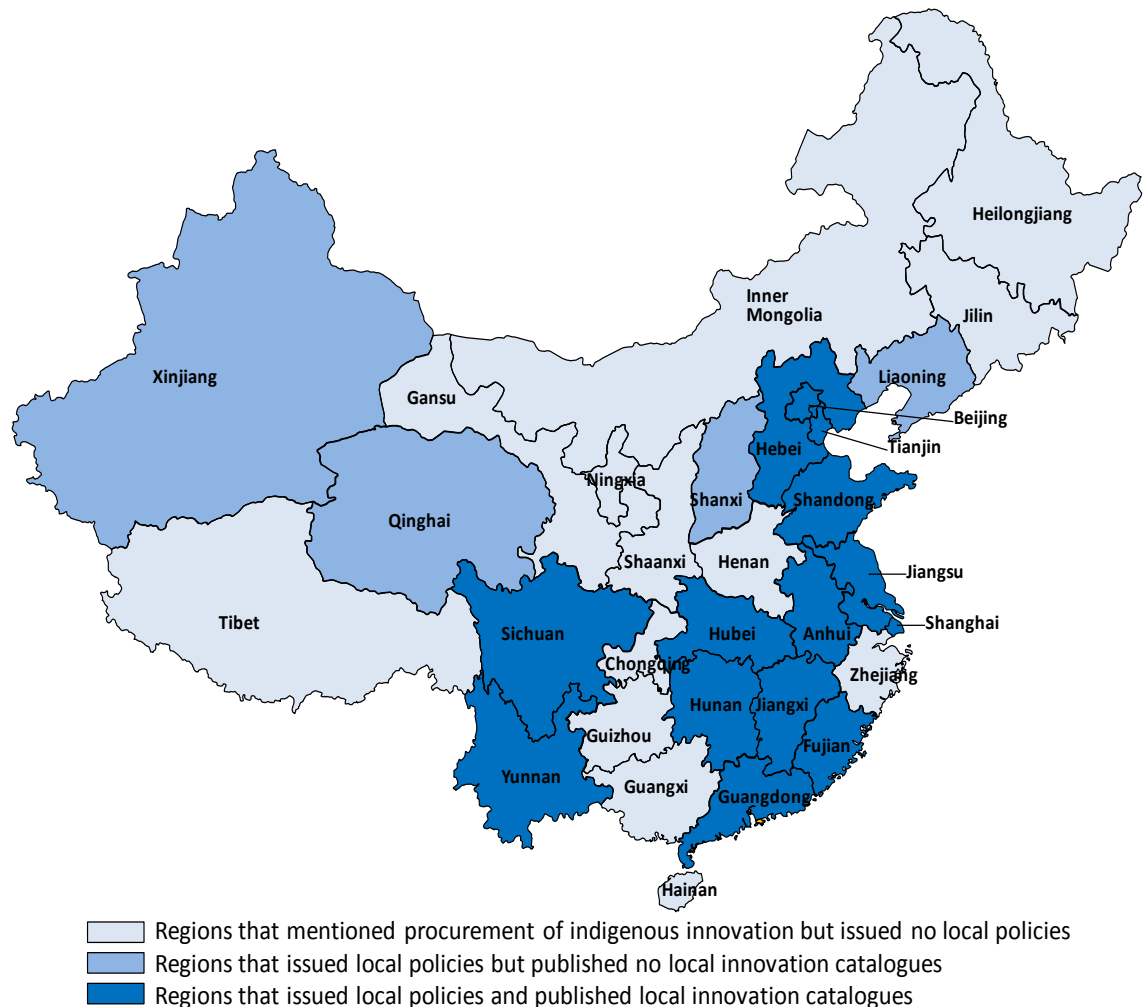 Heilongjiang
Inner
Mongolia
Jilin
Xinjiang
Liaoning
Gansu
Beijing
Tianjin
Hebei
Ningxia
Shanxi
Shandong
Qinghai
Shaanxi
Henan
Jiangsu
Tibet
Sichuan
Hubei
Anhui
Shanghai
Chongqing
Zhejiang
Hunan
Jiangxi
Guizhou
Fujian
Yunnan
Guangxi
Guangdong
Hainan
Regions that mentioned procurement of indigenous innovation but issued no local policies
Regions that issued local policies but published no local innovation catalogues
Regions that issued local policies and published local innovation catalogues